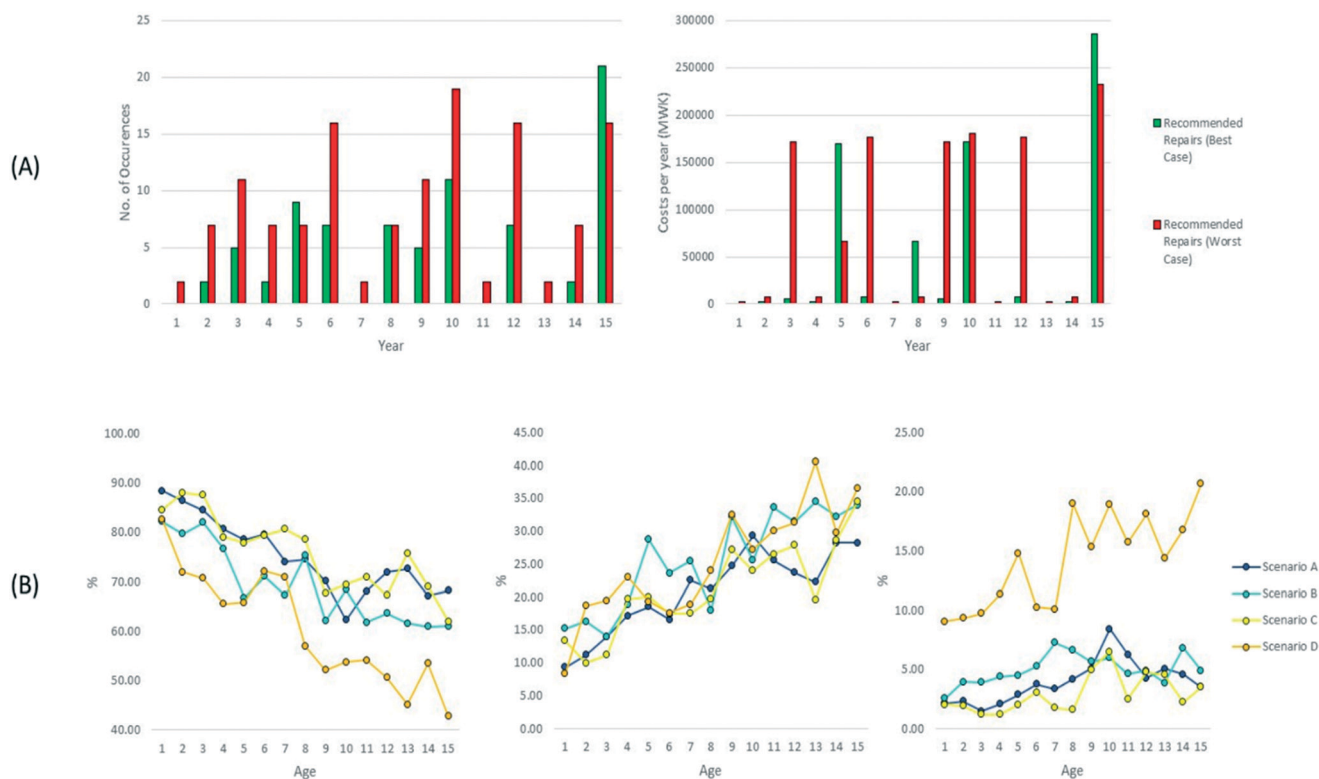 (A)
25
20
15
10
5
0
No. of Occurences
1 2 3 4 5 6 7 8 9 10 11 12 13 14 15
Year
300000
250000
200000
150000
100000
50000
0
Costs per year (MWK)
1 2 3 4 5 6 7 8 9 10 11 12 13 14 15
Year
Recommended
Repairs (Best
Case)
Recommended
Repairs (Worst
Case)
(B)
100.00
90.00
80.00
70.00
60.00
50.00
40.00
%
1 2 3 4 5 6 7 8 9 10 11 12 13 14 15
Age
45.00
40.00
35.00
30.00
25.00
20.00
15.00
10.00
5.00
0.00
%
1 2 3 4 5 6 7 8 9 10 11 12 13 14 15
Age
25.00
20.00
15.00
10.00
5.00
0.00
%
1 2 3 4 5 6 7 8 9 10 11 12 13 14 15
Age
Scenario A
Scenario B
Scenario C
Scenario D